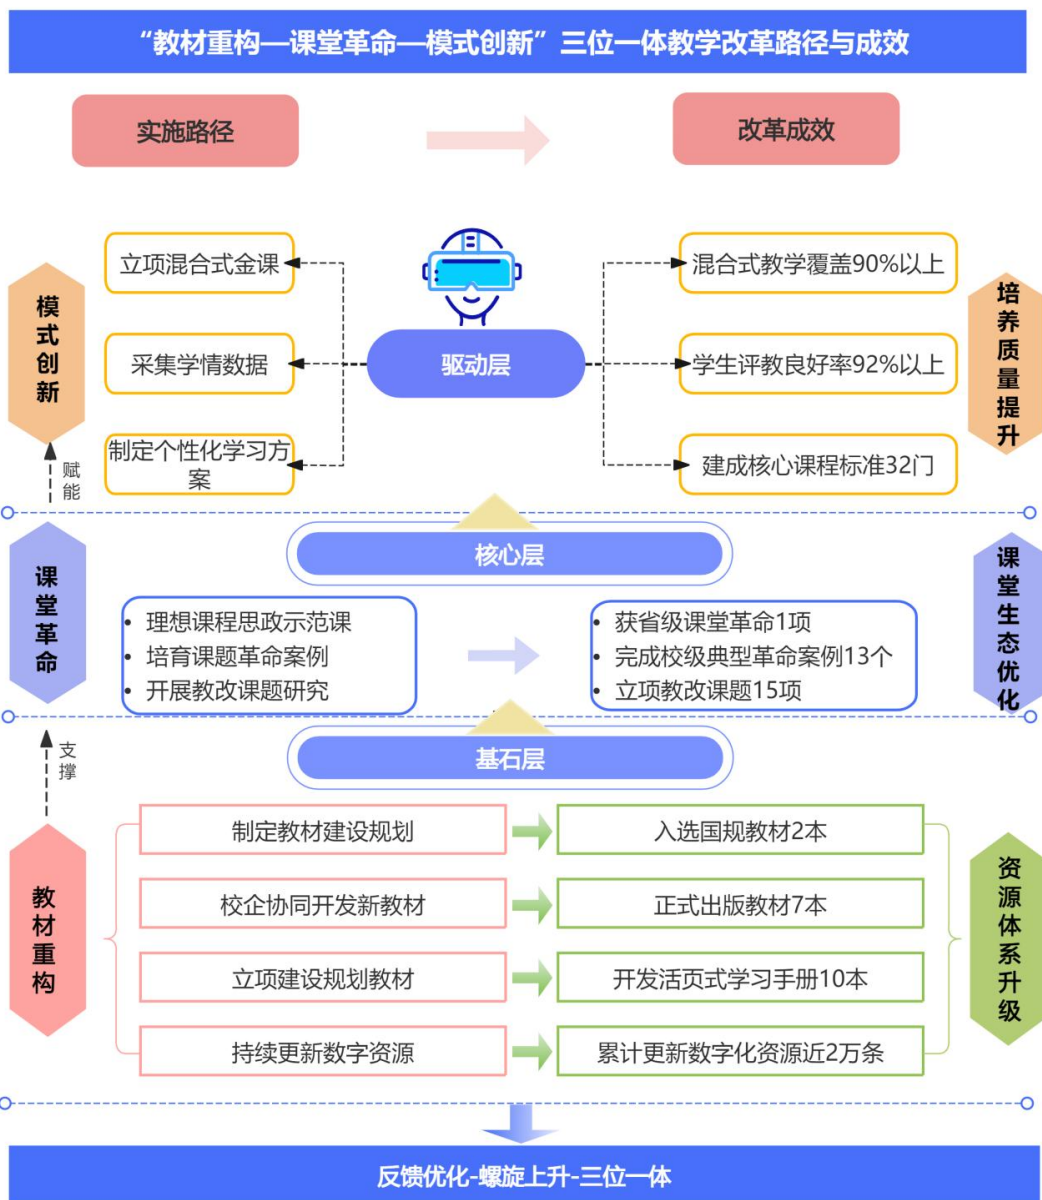 “教材重构—课堂革命—模式创新”三位一体教学改革路径与成效
实施路径
改革成效
模式创新
立项混合式金课
采集学情数据
制定个性化学习方
案
驱动层
混合式教学覆盖90%以上
学生评教良好率92%以上
建成核心课程标准32门
培养质量提升
赋能
核心层
课堂革命
理想课程思政示范课
培育课题革命案例
开展教改课题研究
获省级课堂革命1项
完成校级典型革命案例13个
立项教改课题15项
课堂生态优化
支撑
基石层
教材重构
制定教材建设规划
入选国规教材2本
校企协同开发新教材
正式出版教材7本
立项建设规划教材
开发活页式学习手册10本
持续更新数字资源
累计更新数字化资源近2万条
资源体系升级
反馈优化-螺旋上升-三位一体